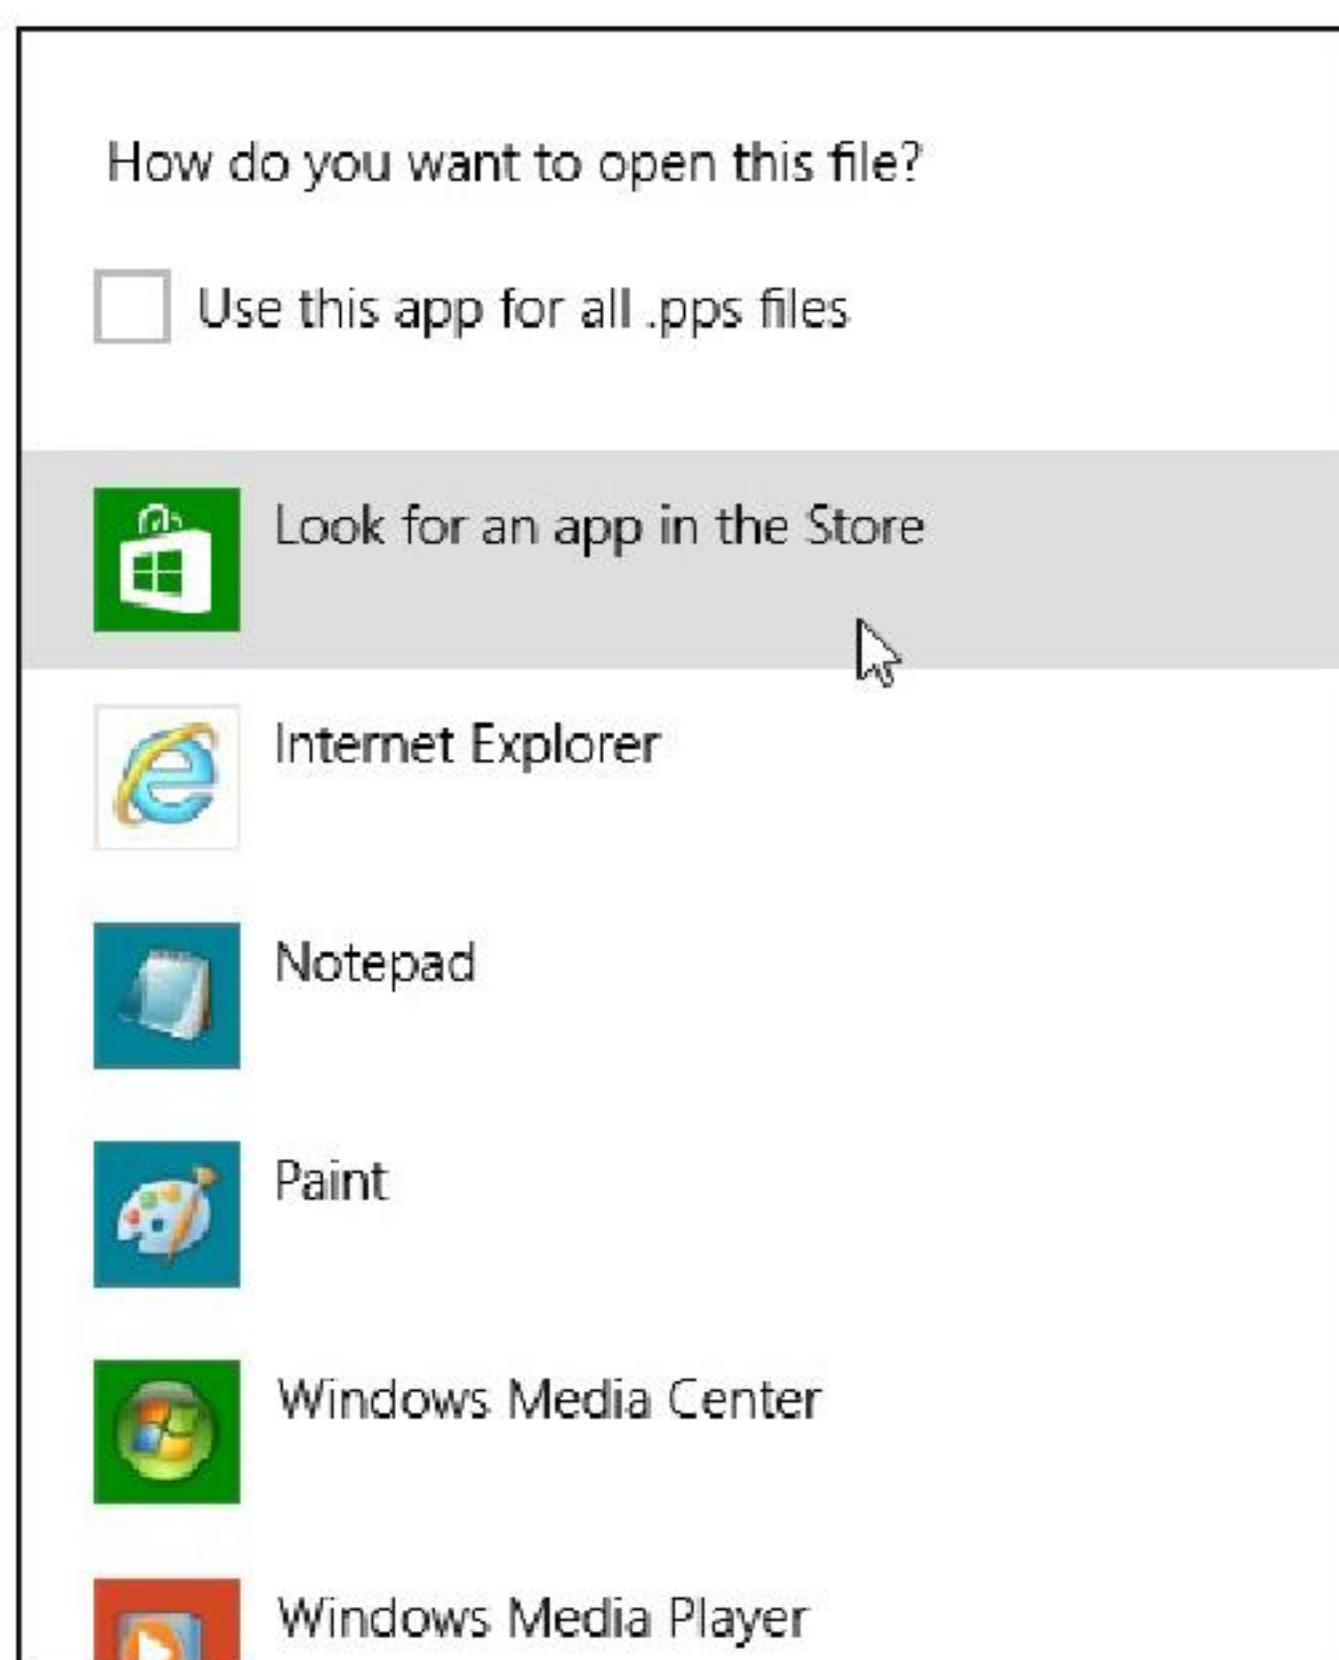 How do you want to open this file?
Use this app for all .pps files
Look for an app in the Store
Internet Explorer
Notepad
Paint
Windows Media Center
Windows Media Player